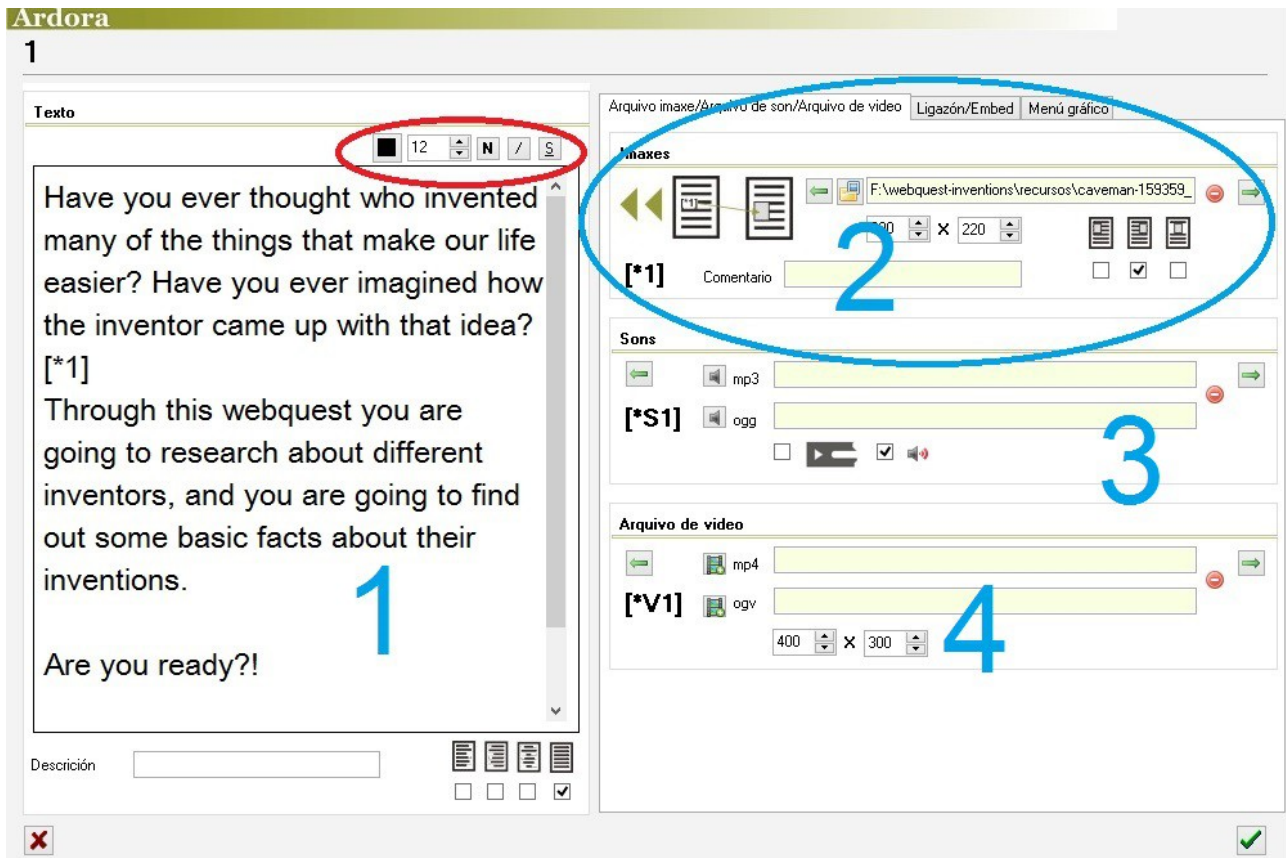 Ardora
1
Texto
12 N / S
Have you ever thought who invented
many of the things that make our life
easier? Have you ever imagined how
the inventor came up with that idea?
[*1]
Through this webquest you are
going to research about different
inventors, and you are going to find
out some basic facts about their
inventions.
Are you ready?!
1
Descrición
Arquivo imaxe/Arquivo de son/Arquivo de video Ligazón/Embed Menú gráfico
Imaxes
[*1]
F:\webquest-inventions\recursos\caveman-159359_
X 220
2
[*1] Comentario
Sons
mp3
[*S1] ogg
3
Arquivo de video
mp4
[*V1] ogv
400 X 300
4